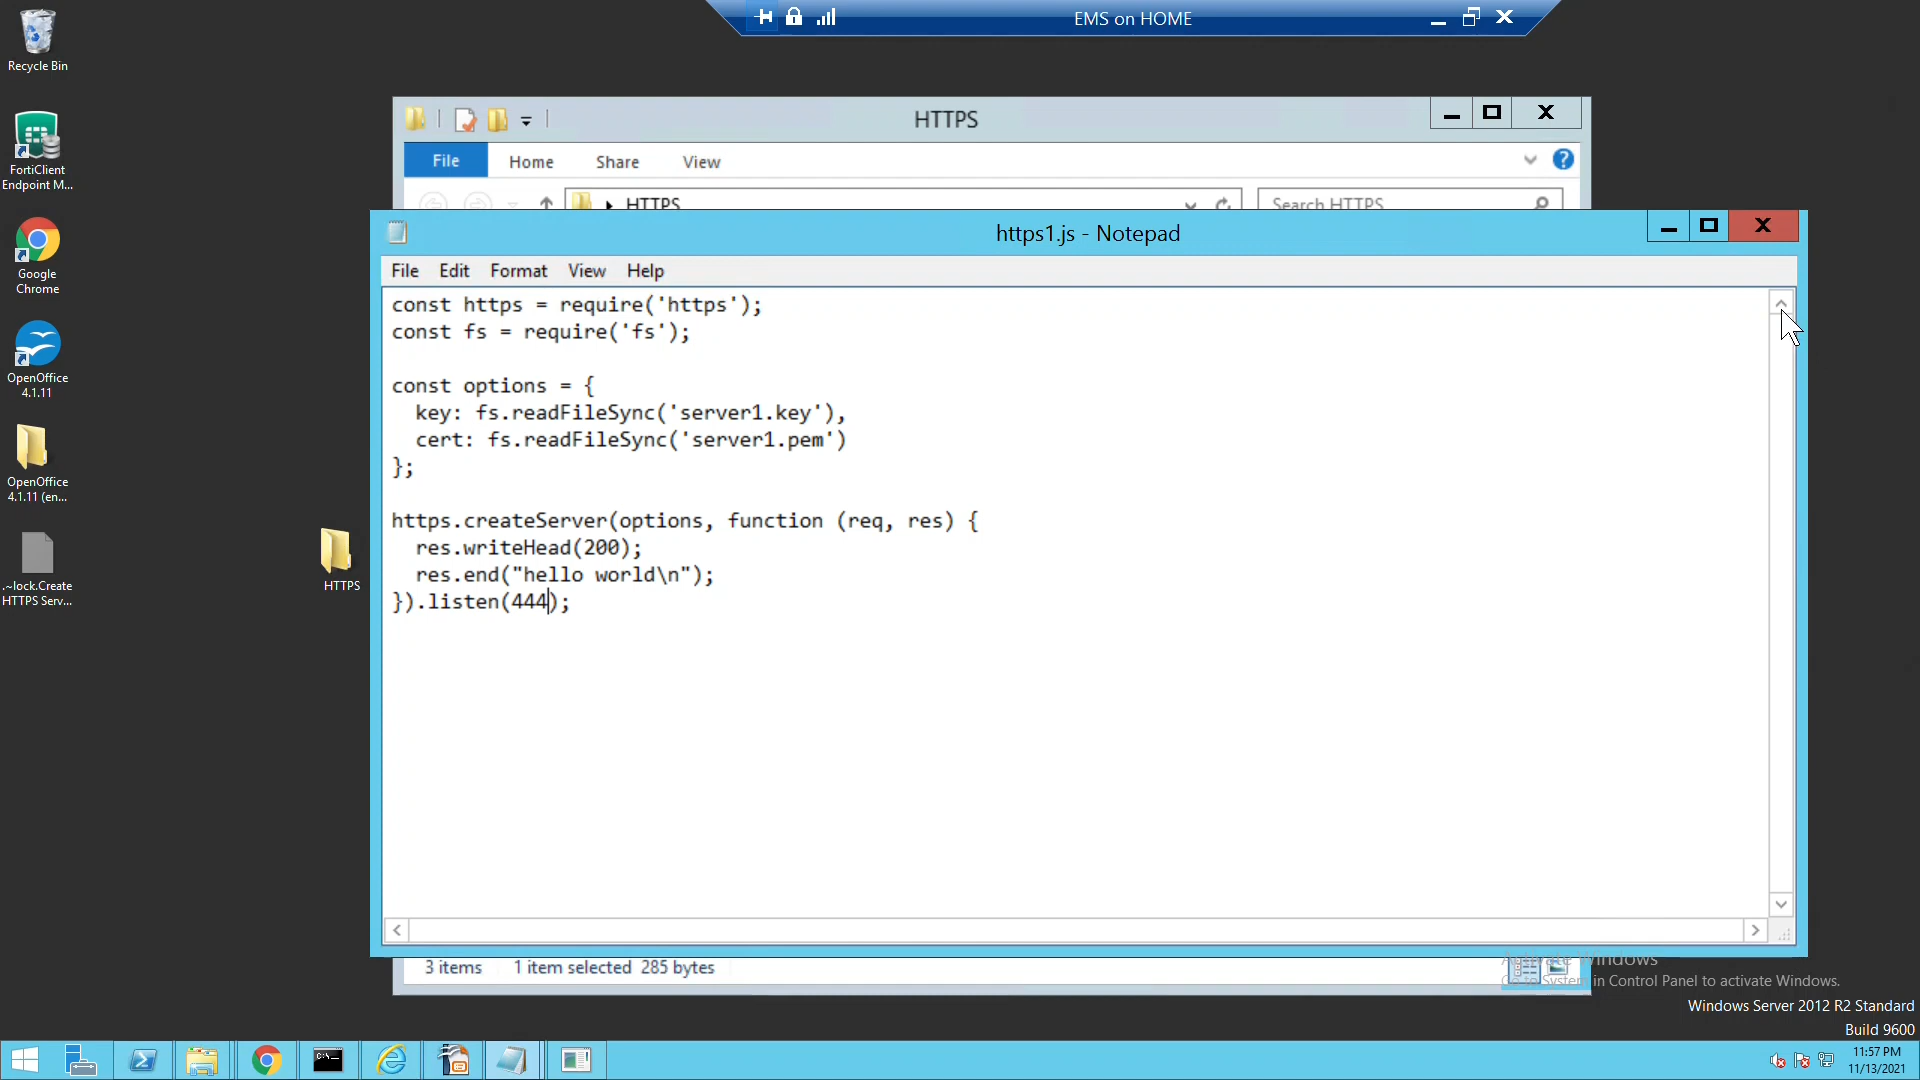 Recycle Bin
EMS on HOME
HTTPS
File Home Share View
HTTPS
Search HTTPS
FortiClient
Endpoint M...
Google
Chrome
OpenOffice
4.1.11
OpenOffice
4.1.11 (en...
.~lock.Create
HTTPS Serv...
HTTPS
https1.js - Notepad
File Edit Format View Help
const https = require('https');
const fs = require('fs');
const options = {
key: fs.readFileSync('server1.key'),
cert: fs.readFileSync('server1.pem')
};
https.createServer(options, function (req, res) {
res.writeHead(200);
res.end("hello world\n");
}).listen(444);
3 items 1 item selected 285 bytes
Windows
Go to System in Control Panel to activate Windows.
Windows Server 2012 R2 Standard
Build 9600
11:57 PM
11/13/2021